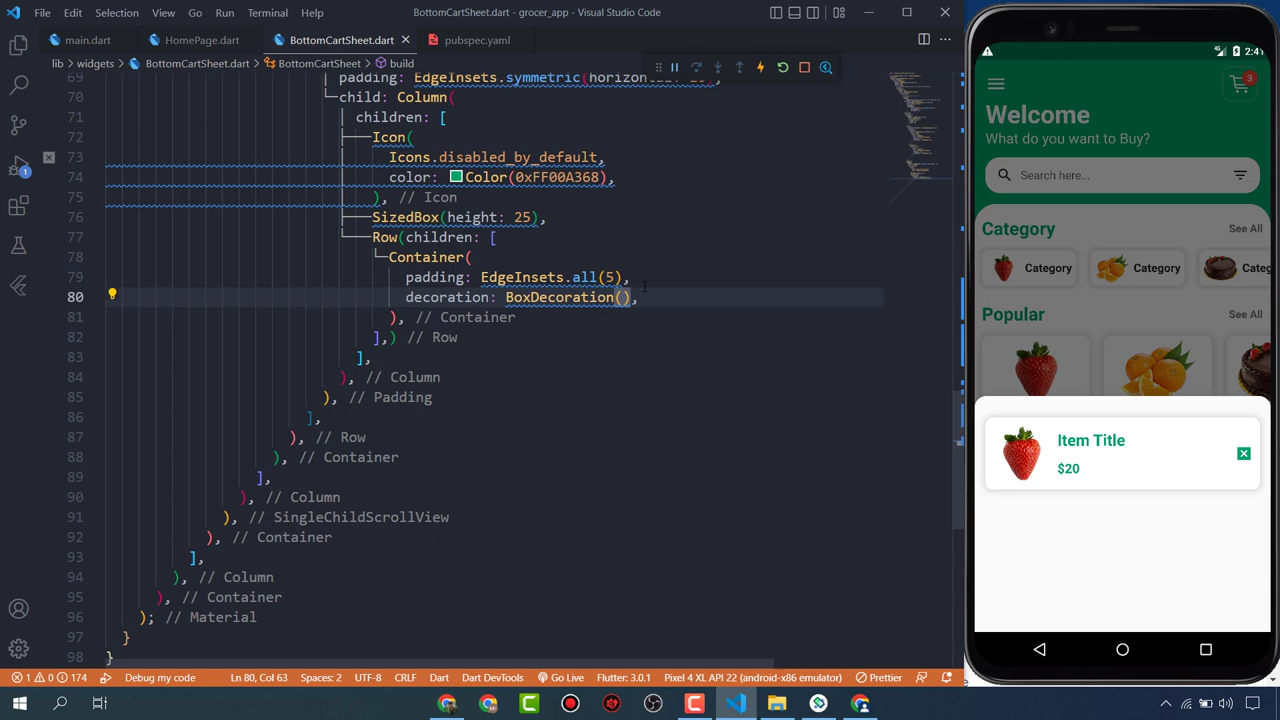 File Edit Selection View Go Run Terminal Help BottomCartSheet.dart - grocer_app - Visual Studio Code
main.dart HomePage.dart BottomCartSheet.dart pubspec.yaml
lib > widgets > BottomCartSheet.dart > BottomCartSheet > build
69 padding: EdgeInsets.symmetric(horizon
70 child: Column(
71 children: [
72 Icon(
73 Icons.disabled_by_default,
74 color: Color(0xFF00A368),
75 ), // Icon
76 SizedBox(height: 25),
77 Row(children: [
78 Container(
79 padding: EdgeInsets.all(5),
80 decoration: BoxDecoration(),
81 ), // Container
82 ],) // Row
83 ],
84 ), // Column
85 ), // Padding
86 ],
87 ), // Row
88 ), // Container
89 ],
90 ), // Column
91 ), // SingleChildScrollView
92 ), // Container
93 ],
94 ), // Column
95 ), // Container
96 ); // Material
97 }
98 }
1
1 0 174 Debug my code Ln 80, Col 63 Spaces: 2 UTF-8 CRLF Dart Dart DevTools Go Live Flutter: 3.0.1 Pixel 4 XL API 22 (android-x86 emulator) Prettier
2:41
3
Welcome
What do you want to Buy?
Search here...
Category See All
Category Category Categ
Popular See All
Item Title
$20